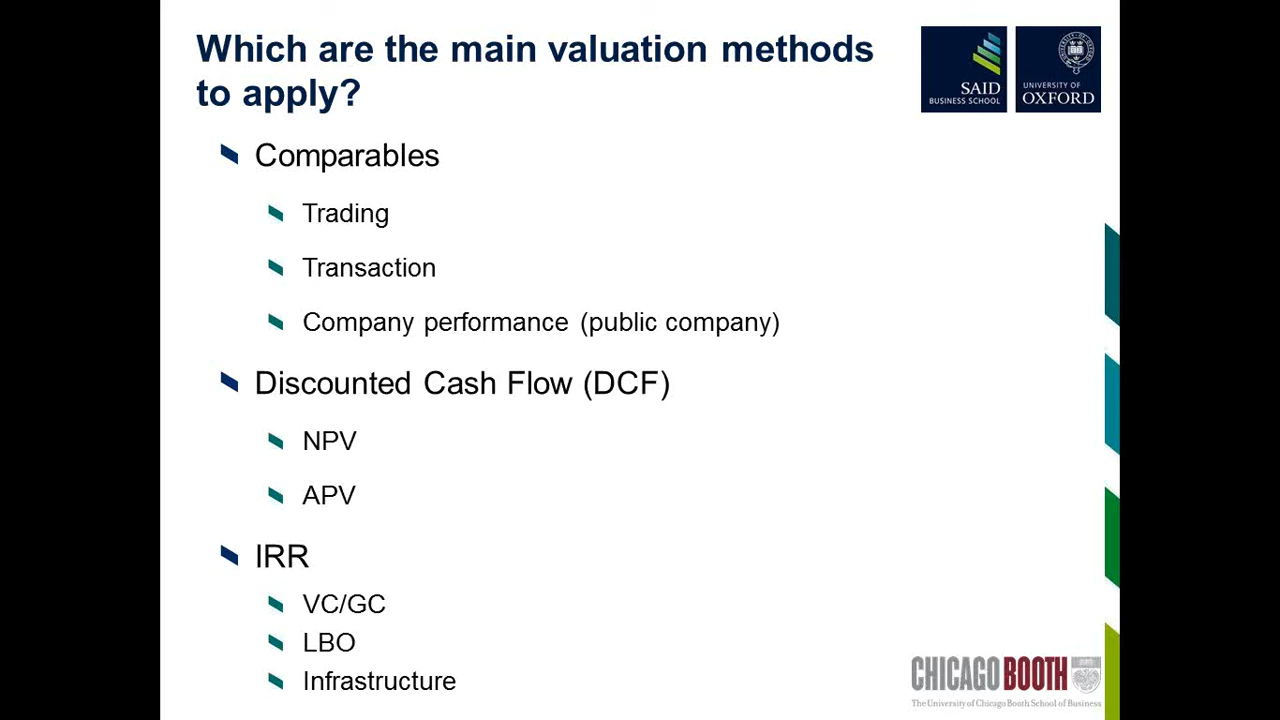 Which are the main valuation methods
to apply?
SAID
BUSINESS SCHOOL
UNIVERSITY OF
OXFORD
Comparables
Trading
Transaction
Company performance (public company)
Discounted Cash Flow (DCF)
NPV
APV
IRR
VC/GC
LBO
Infrastructure
CHICAGO BOOTH
The University of Chicago Booth School of Business